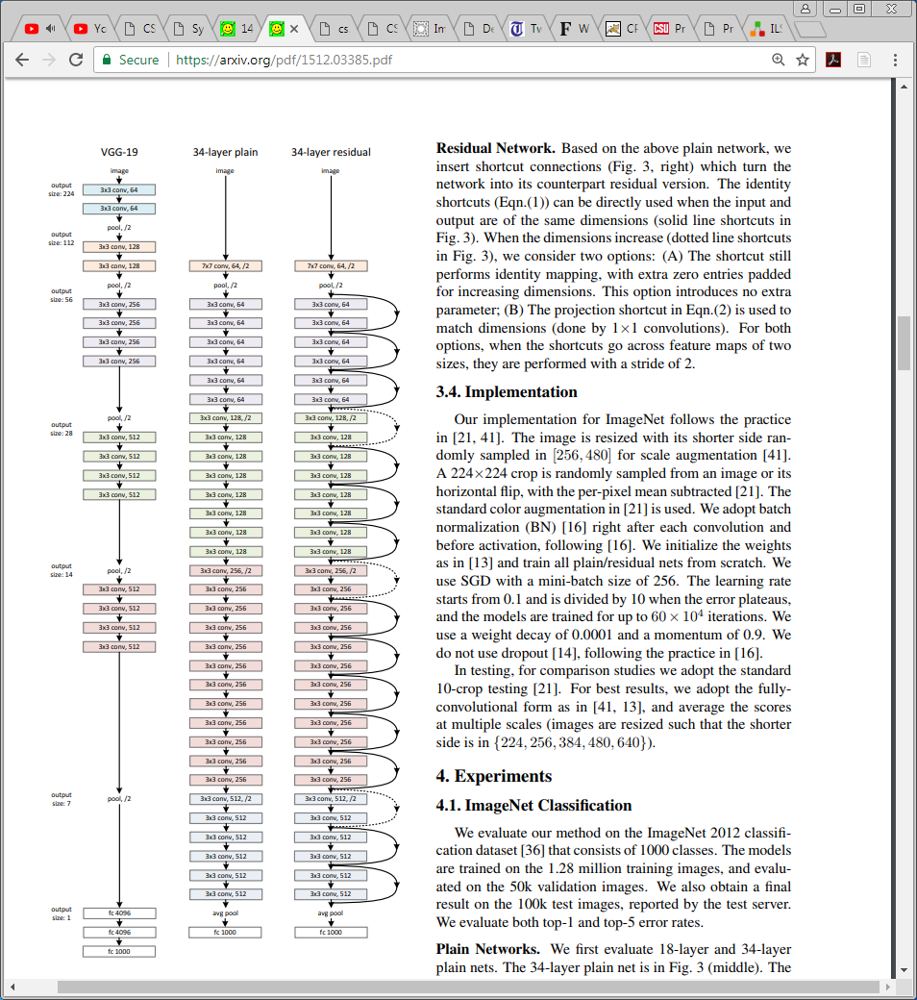 Yc
CS
Sy
14
cs
CS
In
De
Tw
W
CF
CSU Pr
Pr
ILS
Secure
https://arxiv.org/pdf/1512.03385.pdf
VGG-19
image
output
size: 224
3x3 conv, 64
3x3 conv, 64
output
size: 112
pool, /2
3x3 conv, 128
3x3 conv, 128
output
size: 56
pool, /2
3x3 conv, 256
3x3 conv, 256
3x3 conv, 256
3x3 conv, 256
output
size: 28
pool, /2
3x3 conv, 512
3x3 conv, 512
3x3 conv, 512
3x3 conv, 512
output
size: 14
pool, /2
3x3 conv, 512
3x3 conv, 512
3x3 conv, 512
3x3 conv, 512
output
size: 7
pool, /2
output
size: 1
fc 4096
fc 4096
fc 1000
34-layer plain
image
7x7 conv, 64, /2
pool, /2
3x3 conv, 64
3x3 conv, 64
3x3 conv, 64
3x3 conv, 64
3x3 conv, 64
3x3 conv, 64
3x3 conv, 128, /2
3x3 conv, 128
3x3 conv, 128
3x3 conv, 128
3x3 conv, 128
3x3 conv, 128
3x3 conv, 128
3x3 conv, 128
3x3 conv, 256, /2
3x3 conv, 256
3x3 conv, 256
3x3 conv, 256
3x3 conv, 256
3x3 conv, 256
3x3 conv, 256
3x3 conv, 256
3x3 conv, 256
3x3 conv, 256
3x3 conv, 256
3x3 conv, 256
3x3 conv, 512, /2
3x3 conv, 512
3x3 conv, 512
3x3 conv, 512
3x3 conv, 512
3x3 conv, 512
avg pool
fc 1000
34-layer residual
image
7x7 conv, 64, /2
pool, /2
3x3 conv, 64
3x3 conv, 64
3x3 conv, 64
3x3 conv, 64
3x3 conv, 64
3x3 conv, 64
3x3 conv, 128, /2
3x3 conv, 128
3x3 conv, 128
3x3 conv, 128
3x3 conv, 128
3x3 conv, 128
3x3 conv, 128
3x3 conv, 128
3x3 conv, 256, /2
3x3 conv, 256
3x3 conv, 256
3x3 conv, 256
3x3 conv, 256
3x3 conv, 256
3x3 conv, 256
3x3 conv, 256
3x3 conv, 256
3x3 conv, 256
3x3 conv, 256
3x3 conv, 256
3x3 conv, 512, /2
3x3 conv, 512
3x3 conv, 512
3x3 conv, 512
3x3 conv, 512
3x3 conv, 512
avg pool
fc 1000
Residual Network. Based on the above plain network, we
insert shortcut connections (Fig. 3, right) which turn the
network into its counterpart residual version. The identity
shortcuts (Eqn.(1)) can be directly used when the input and
output are of the same dimensions (solid line shortcuts in
Fig. 3). When the dimensions increase (dotted line shortcuts
in Fig. 3), we consider two options: (A) The shortcut still
performs identity mapping, with extra zero entries padded
for increasing dimensions. This option introduces no extra
parameter; (B) The projection shortcut in Eqn.(2) is used to
match dimensions (done by 1×1 convolutions). For both
options, when the shortcuts go across feature maps of two
sizes, they are performed with a stride of 2.
3.4. Implementation
Our implementation for ImageNet follows the practice
in [21, 41]. The image is resized with its shorter side ran-
domly sampled in [256, 480] for scale augmentation [41].
A 224×224 crop is randomly sampled from an image or its
horizontal flip, with the per-pixel mean subtracted [21]. The
standard color augmentation in [21] is used. We adopt batch
normalization (BN) [16] right after each convolution and
before activation, following [16]. We initialize the weights
as in [13] and train all plain/residual nets from scratch. We
use SGD with a mini-batch size of 256. The learning rate
starts from 0.1 and is divided by 10 when the error plateaus,
and the models are trained for up to 60 × 10⁴ iterations. We
use a weight decay of 0.0001 and a momentum of 0.9. We
do not use dropout [14], following the practice in [16].
In testing, for comparison studies we adopt the standard
10-crop testing [21]. For best results, we adopt the fully-
convolutional form as in [41, 13], and average the scores
at multiple scales (images are resized such that the shorter
side is in {224, 256, 384, 480, 640}).
4. Experiments
4.1. ImageNet Classification
We evaluate our method on the ImageNet 2012 classifi-
cation dataset [36] that consists of 1000 classes. The models
are trained on the 1.28 million training images, and evalu-
ated on the 50k validation images. We also obtain a final
result on the 100k test images, reported by the test server.
We evaluate both top-1 and top-5 error rates.
Plain Networks. We first evaluate 18-layer and 34-layer
plain nets. The 34-layer plain net is in Fig. 3 (middle). The